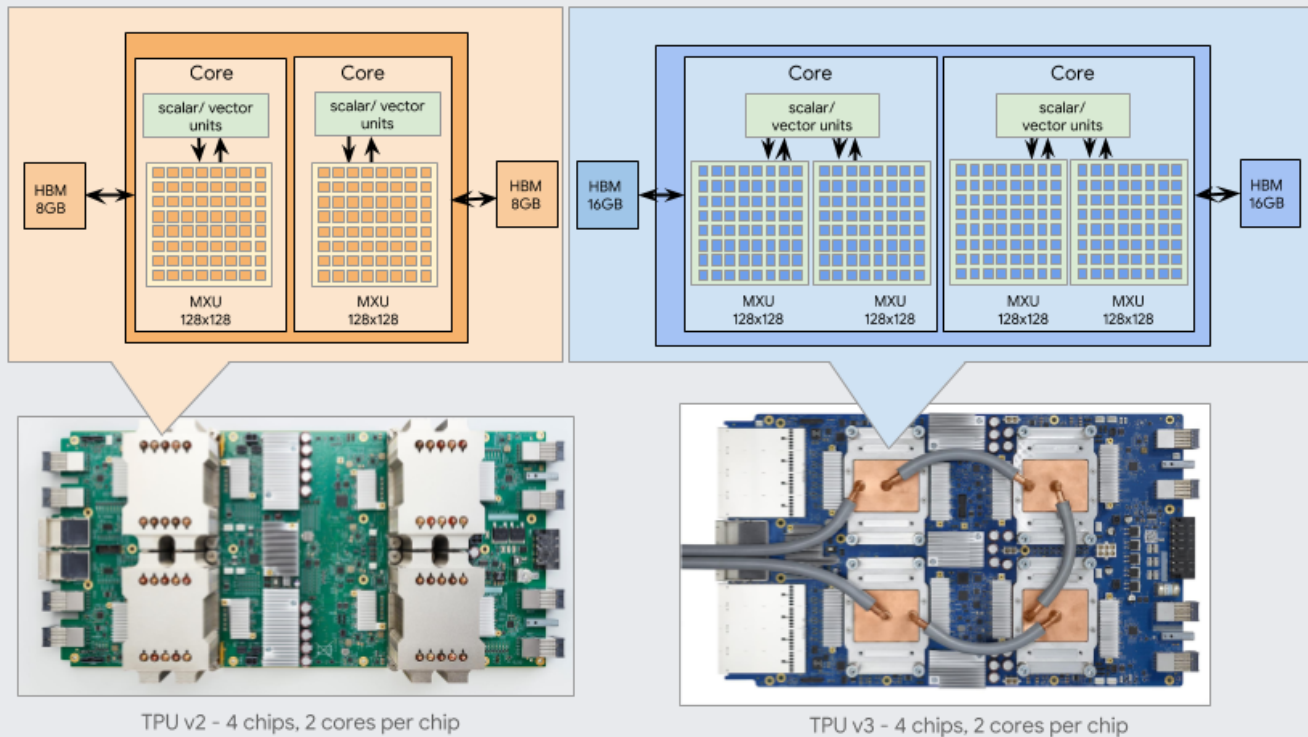 Core
scalar/ vector
units
HBM
8GB
MXU
128x128
Core
scalar/ vector
units
HBM
8GB
MXU
128x128
Core
scalar/
vector units
HBM
16GB
MXU
128x128
MXU
128x128
Core
scalar/
vector units
HBM
16GB
MXU
128x128
MXU
128x128
TPU v2 - 4 chips, 2 cores per chip
TPU v3 - 4 chips, 2 cores per chip